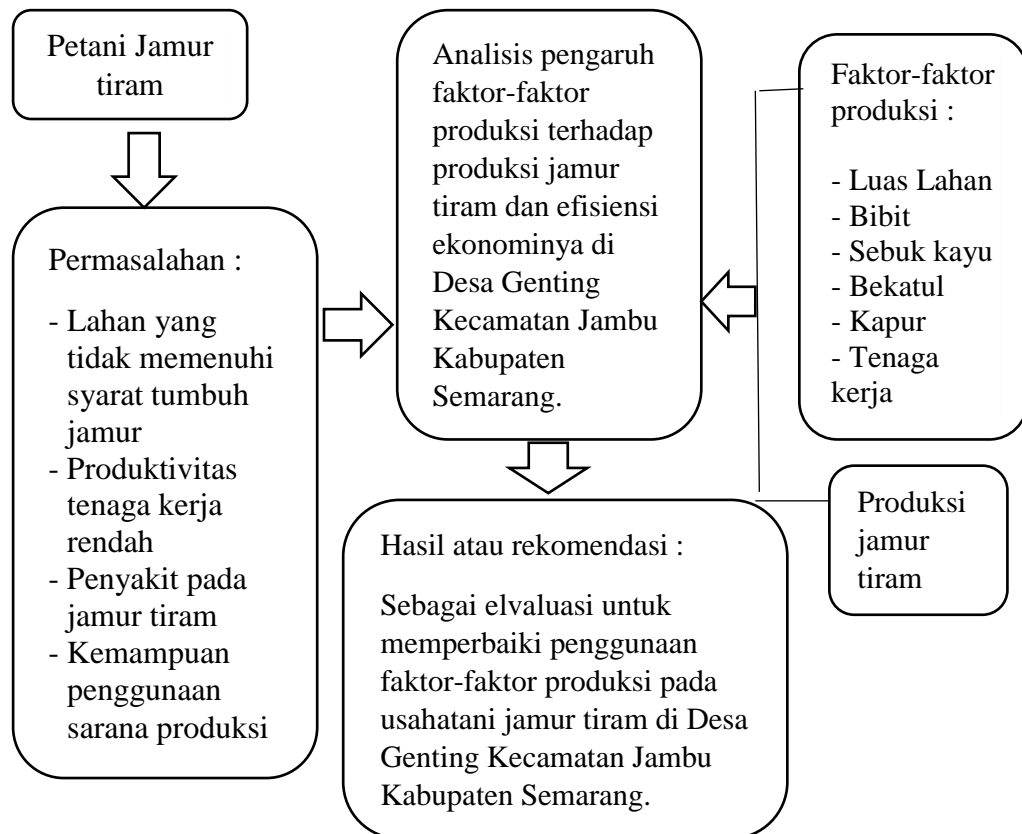 Petani Jamur
tiram
Permasalahan :
- Lahan yang
tidak memenuhi
syarat tumbuh
jamur
- Produktivitas
tenaga kerja
rendah
- Penyakit pada
jamur tiram
- Kemampuan
penggunaan
sarana produksi
Analisis pengaruh
faktor-faktor
produksi terhadap
produksi jamur
tiram dan efisiensi
ekonominya di
Desa Genting
Kecamatan Jambu
Kabupaten
Semarang.
Faktor-faktor
produksi :
- Luas Lahan
- Bibit
- Sebuk kayu
- Bekatul
- Kapur
- Tenaga
kerja
Produksi
jamur
tiram
Hasil atau rekomendasi :
Sebagai elvaluasi untuk
memperbaiki penggunaan
faktor-faktor produksi pada
usahatani jamur tiram di Desa
Genting Kecamatan Jambu
Kabupaten Semarang.